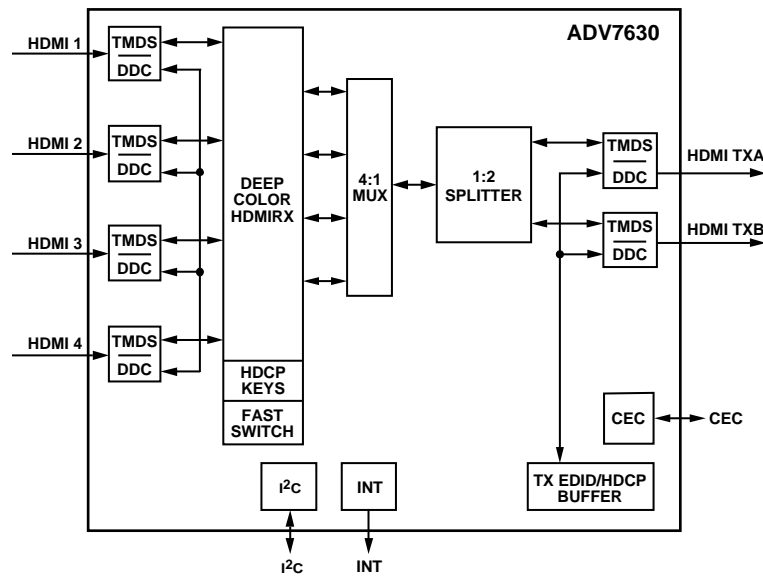 ADV7630
HDMI 1
TMDS
DDC
HDMI 2
TMDS
DDC
HDMI 3
TMDS
DDC
HDMI 4
TMDS
DDC
DEEP
COLOR
HDMIRX
HDCP
KEYS
FAST
SWITCH
4:1
MUX
1:2
SPLITTER
TMDS
DDC
HDMI TXA
TMDS
DDC
HDMI TXB
CEC
CEC
TX EDID/HDCP
BUFFER
I²C
INT
I²C
INT